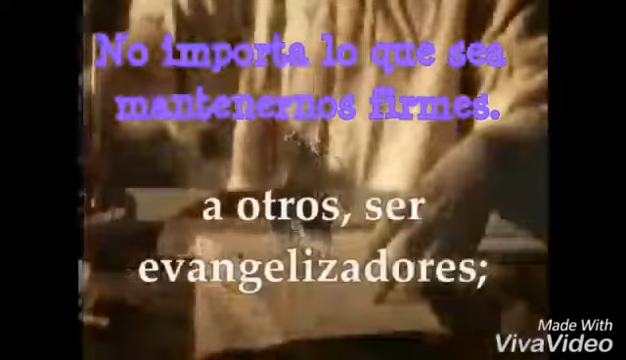 No importa lo que sea
mantenernos firmes.
a otros, ser
evangelizadores;
Made With
VivaVideo